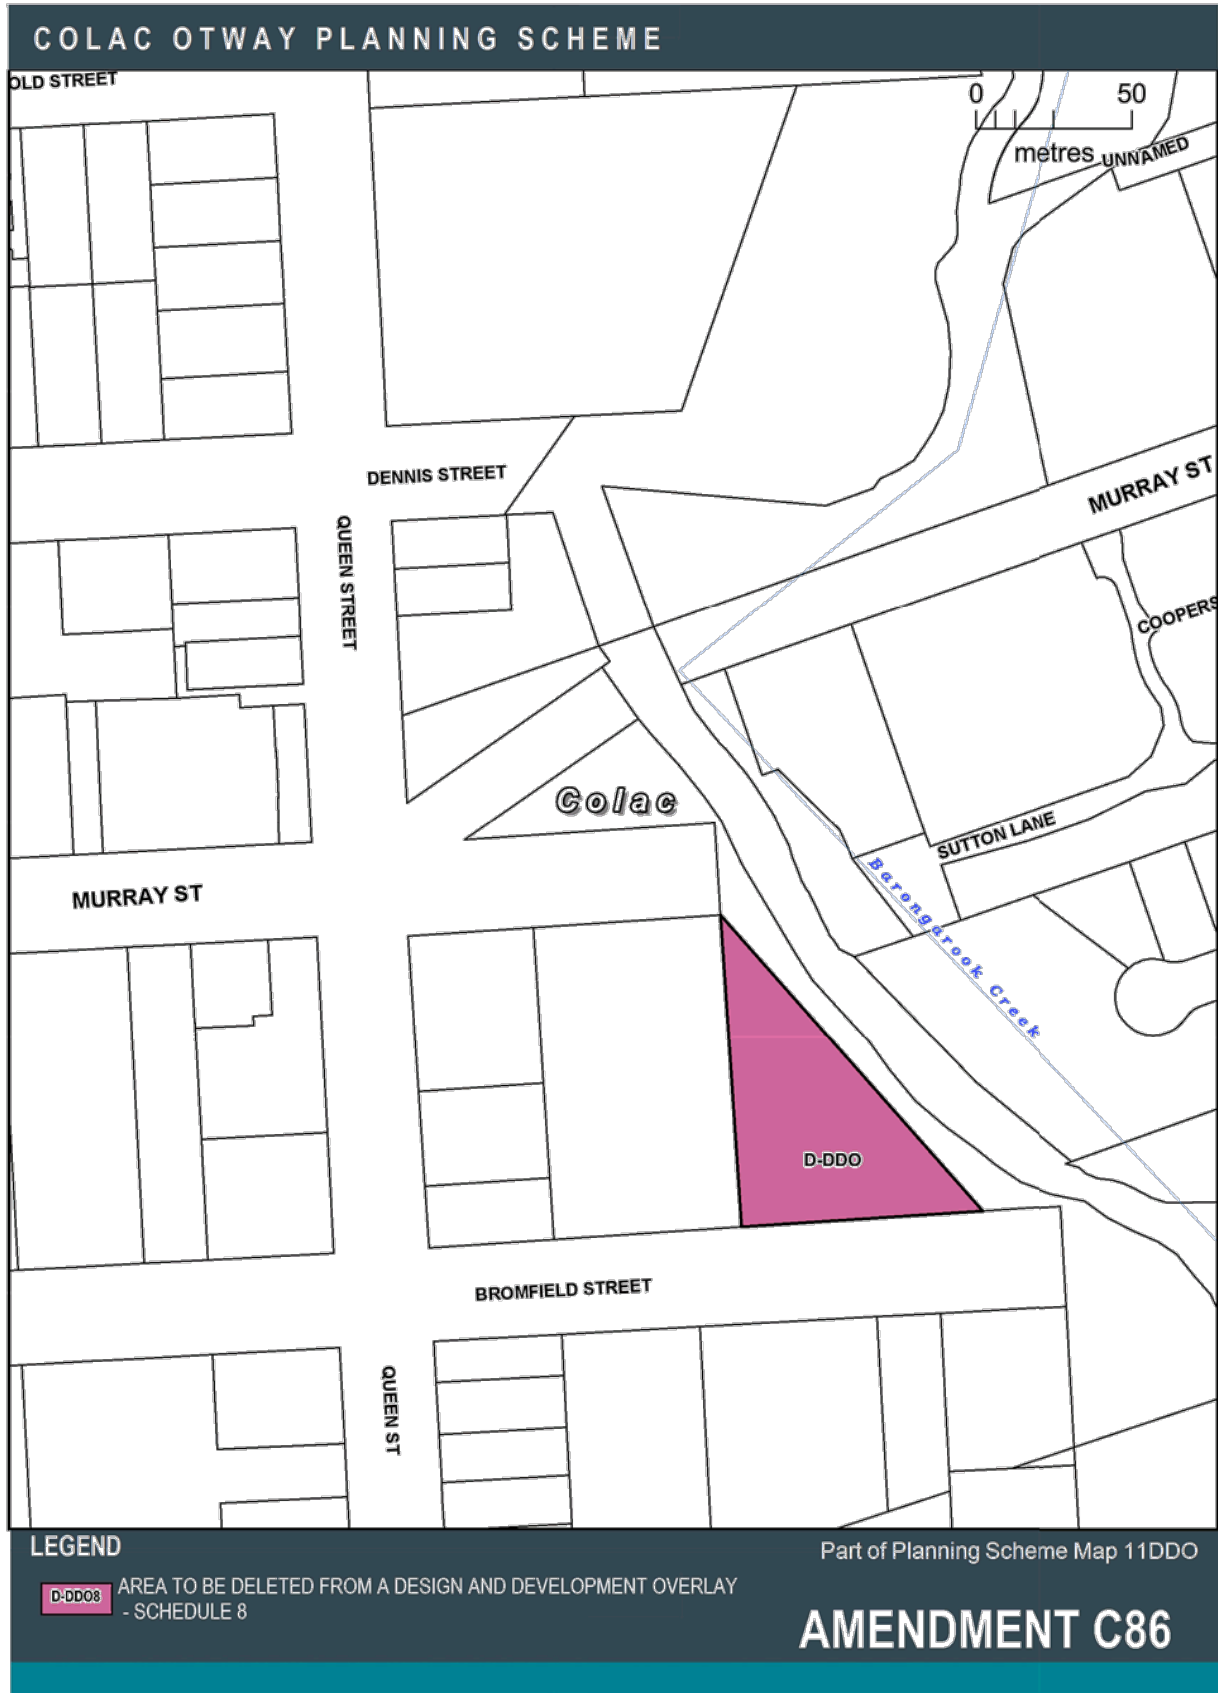 COLAC OTWAY PLANNING SCHEME
OLD STREET
0 50
metres
UNNAMED
DENNIS STREET
MURRAY ST
QUEEN STREET
COOPERS
Colac
SUTTON LANE
MURRAY ST
Barongarook Creek
D-DDO
BROMFIELD STREET
QUEEN ST
LEGEND
Part of Planning Scheme Map 11DDO
D-DDO8
AREA TO BE DELETED FROM A DESIGN AND DEVELOPMENT OVERLAY
- SCHEDULE 8
AMENDMENT C86